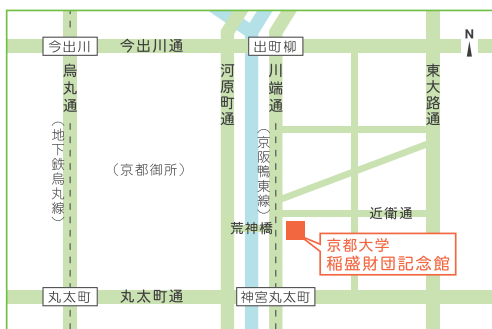 今出川
今出川通
出町柳
N
烏丸通
河原町通
川端通
東大路通
(地下鉄烏丸線)
(京都御所)
(京阪鴨東線)
荒神橋
近衛通
京都大学
稲盛財団記念館
丸太町
丸太町通
神宮丸太町